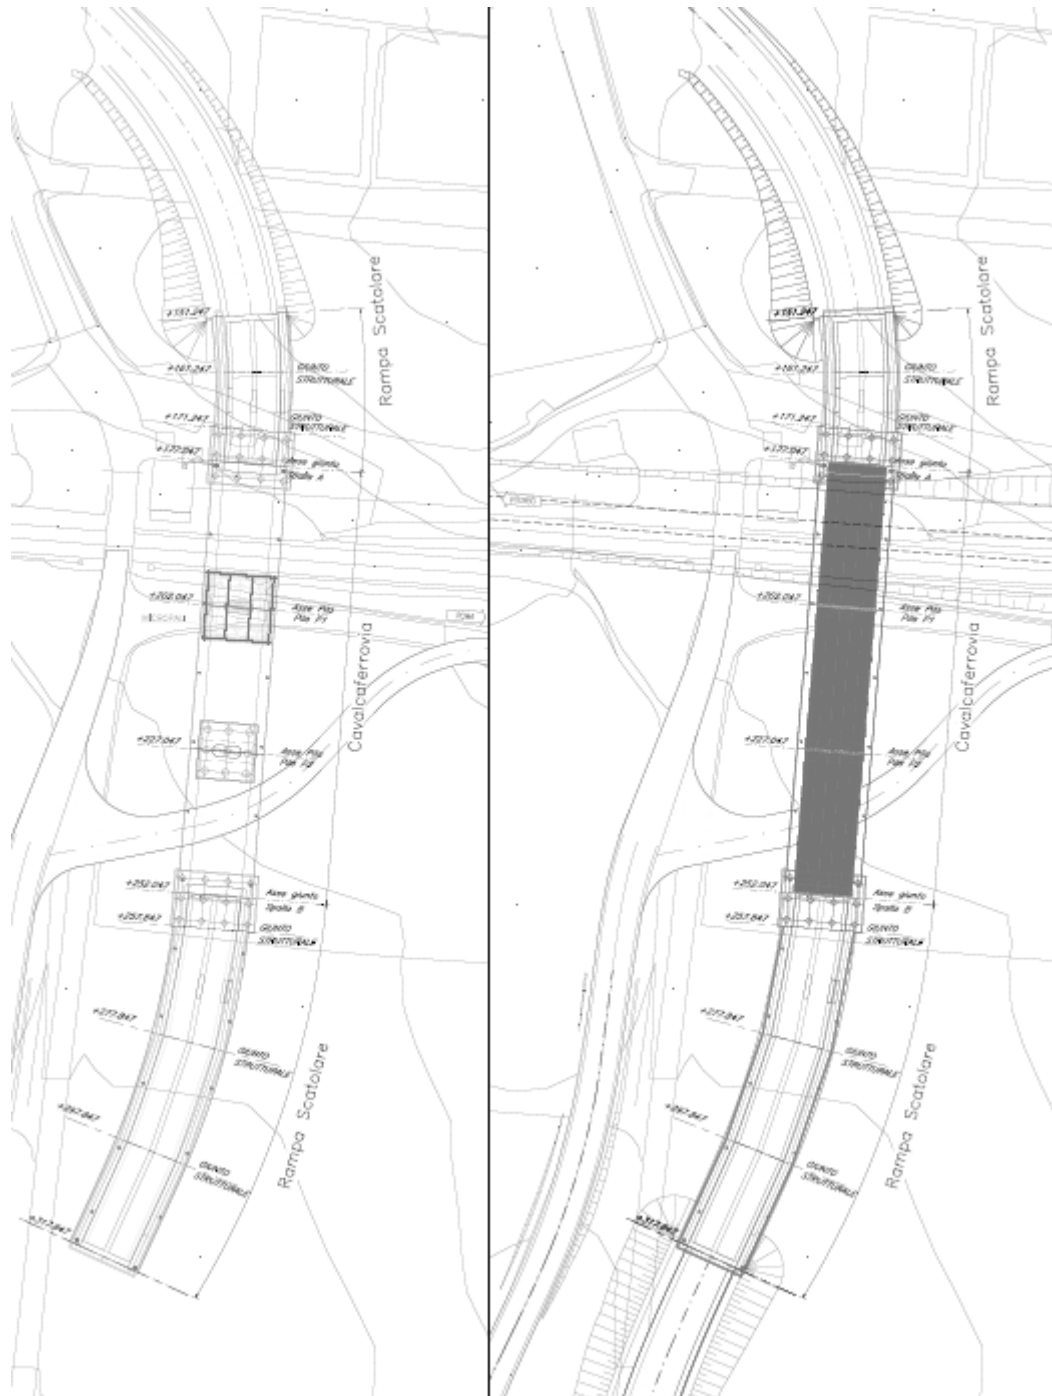 Rampa Scatolare
+151.247
+161.247
GIUNTO
STRUTTURALE
+171.247
GIUNTO
STRUTTURALE
+177.047
Asse giunto
Spalla A
+202.047
Asse Pila
Pila P1
Cavalcaferrovia
+227.047
Asse Pila
Pila P2
+252.047
Asse giunto
Spalla B
+257.847
GIUNTO
STRUTTURALE
+277.847
GIUNTO
STRUTTURALE
Rampa Scatolare
+297.847
GIUNTO
STRUTTURALE
+317.847
Rampa Scatolare
+151.247
+161.247
GIUNTO
STRUTTURALE
+171.247
GIUNTO
STRUTTURALE
+177.047
Asse giunto
Spalla A
+202.047
Asse Pila
Pila P1
Cavalcaferrovia
+227.047
Asse Pila
Pila P2
+252.047
Asse giunto
Spalla B
+257.847
GIUNTO
STRUTTURALE
+277.847
GIUNTO
STRUTTURALE
Rampa Scatolare
+297.847
GIUNTO
STRUTTURALE
+317.847